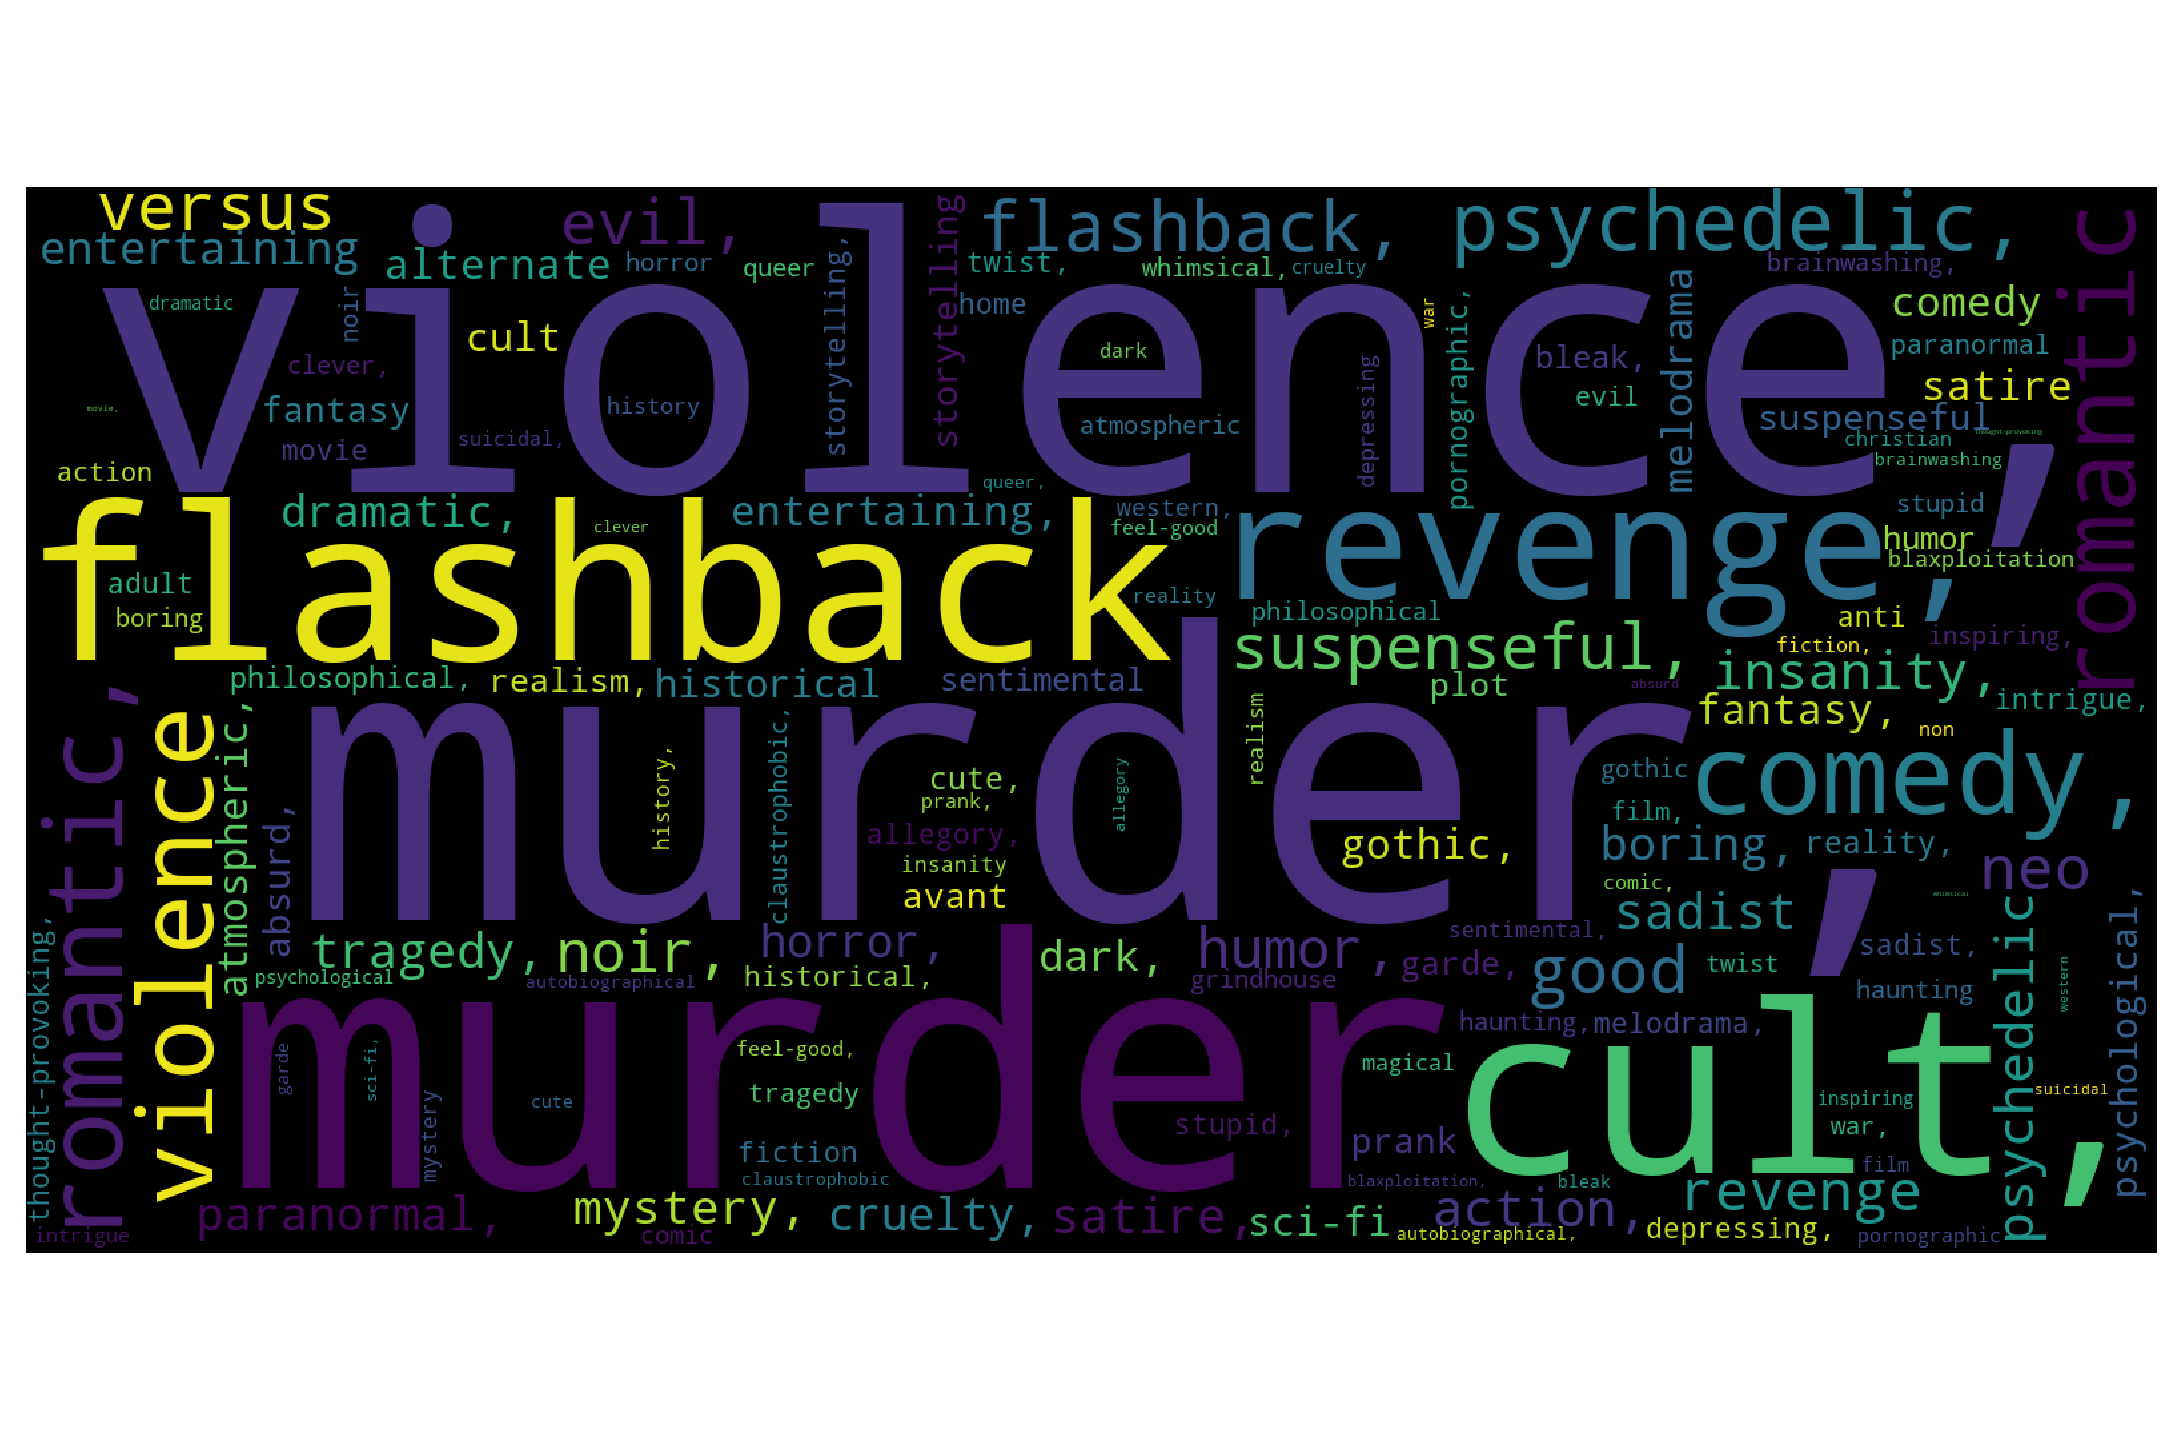 versus
evil,
flashback,
psychedelic,
romantic
entertaining
alternate
horror
queer
storytelling,
storytelling
twist,
whimsical,
cruelty
brainwashing,
violence,
dramatic
noir
cult
home
dark
war
pornographic,
melodrama
comedy
paranormal
clever,
bleak,
evil
satire
fantasy
history
movie,
atmospheric
depressing
suspenseful
christian
thought-provoking
movie
suicidal,
brainwashing
action
queer,
stupid
dramatic,
clever
entertaining,
western,
feel-good
revenge,
humor
blaxploitation
flashback
adult
boring
reality
philosophical
anti
inspiring,
fiction,
suspenseful,
philosophical,
realism,
historical
sentimental
plot
absurd
insanity,
intrigue,
romantic,
violence
atmospheric,
murder,
realism
fantasy,
non
history,
claustrophobic,
cute,
allegory
gothic
comedy,
prank,
film,
absurd,
allegory,
gothic,
boring,
reality,
insanity
neo
avant
comic,
whimsical
sadist
thought-provoking,
tragedy,
noir,
horror,
dark,
humor,
sentimental,
garde,
good
twist
sadist,
psychedelic
psychological,
psychological
autobiographical
historical,
grindhouse
haunting
western
murder
haunting,
melodrama,
cult,
garde
sci-fi,
feel-good,
magical
mystery
cute
tragedy
inspiring
suicidal
stupid,
prank
war,
fiction
film
claustrophobic
blaxploitation,
bleak
paranormal,
mystery,
cruelty,
satire,
sci-fi
action,
revenge
intrigue
comic
autobiographical,
depressing,
pornographic